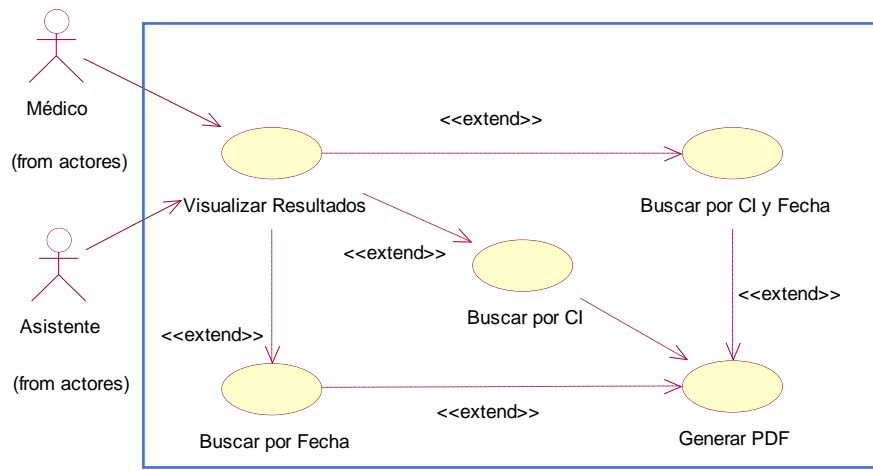 Médico
(from actores)
<<extend>>
Visualizar Resultados
Buscar por CI y Fecha
<<extend>>
<<extend>>
Asistente
Buscar por CI
<<extend>>
(from actores)
<<extend>>
Buscar por Fecha
Generar PDF